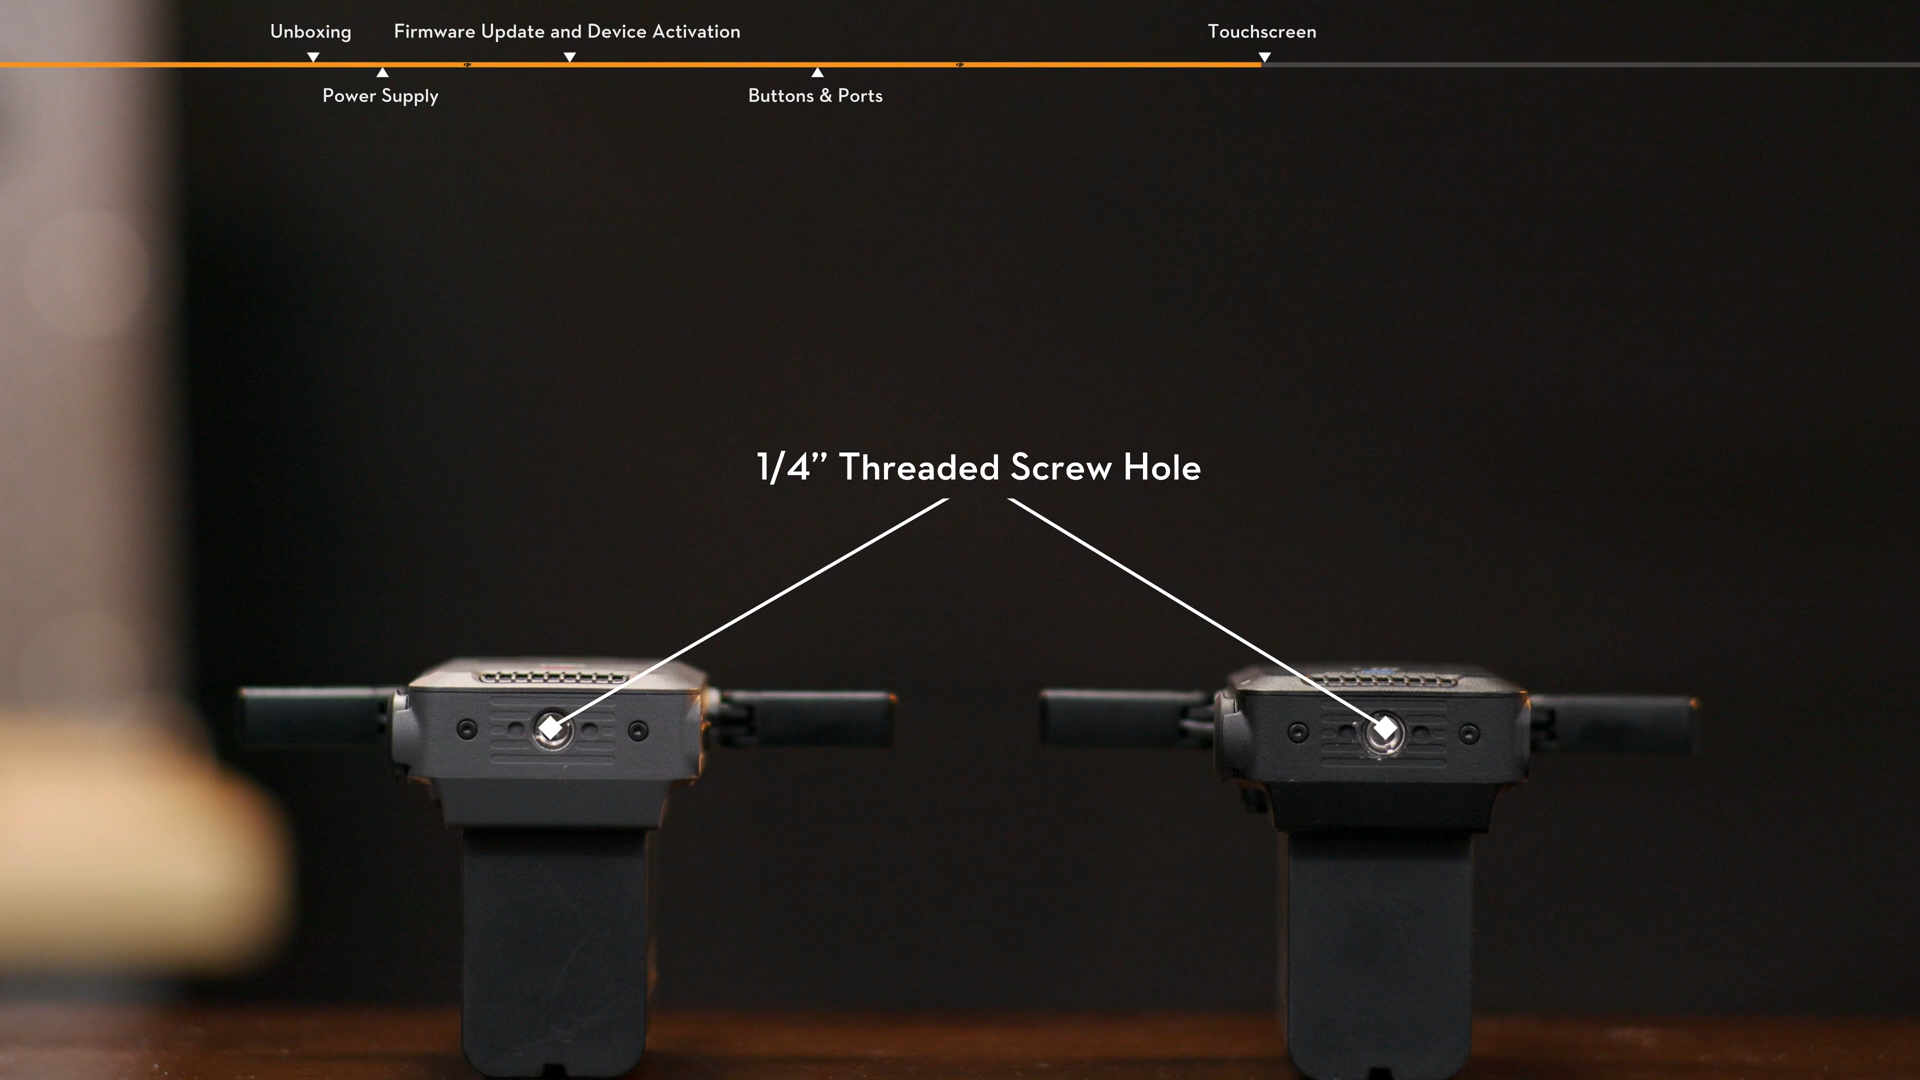 Unboxing
Firmware Update and Device Activation
Touchscreen
Power Supply
Buttons & Ports
1/4” Threaded Screw Hole